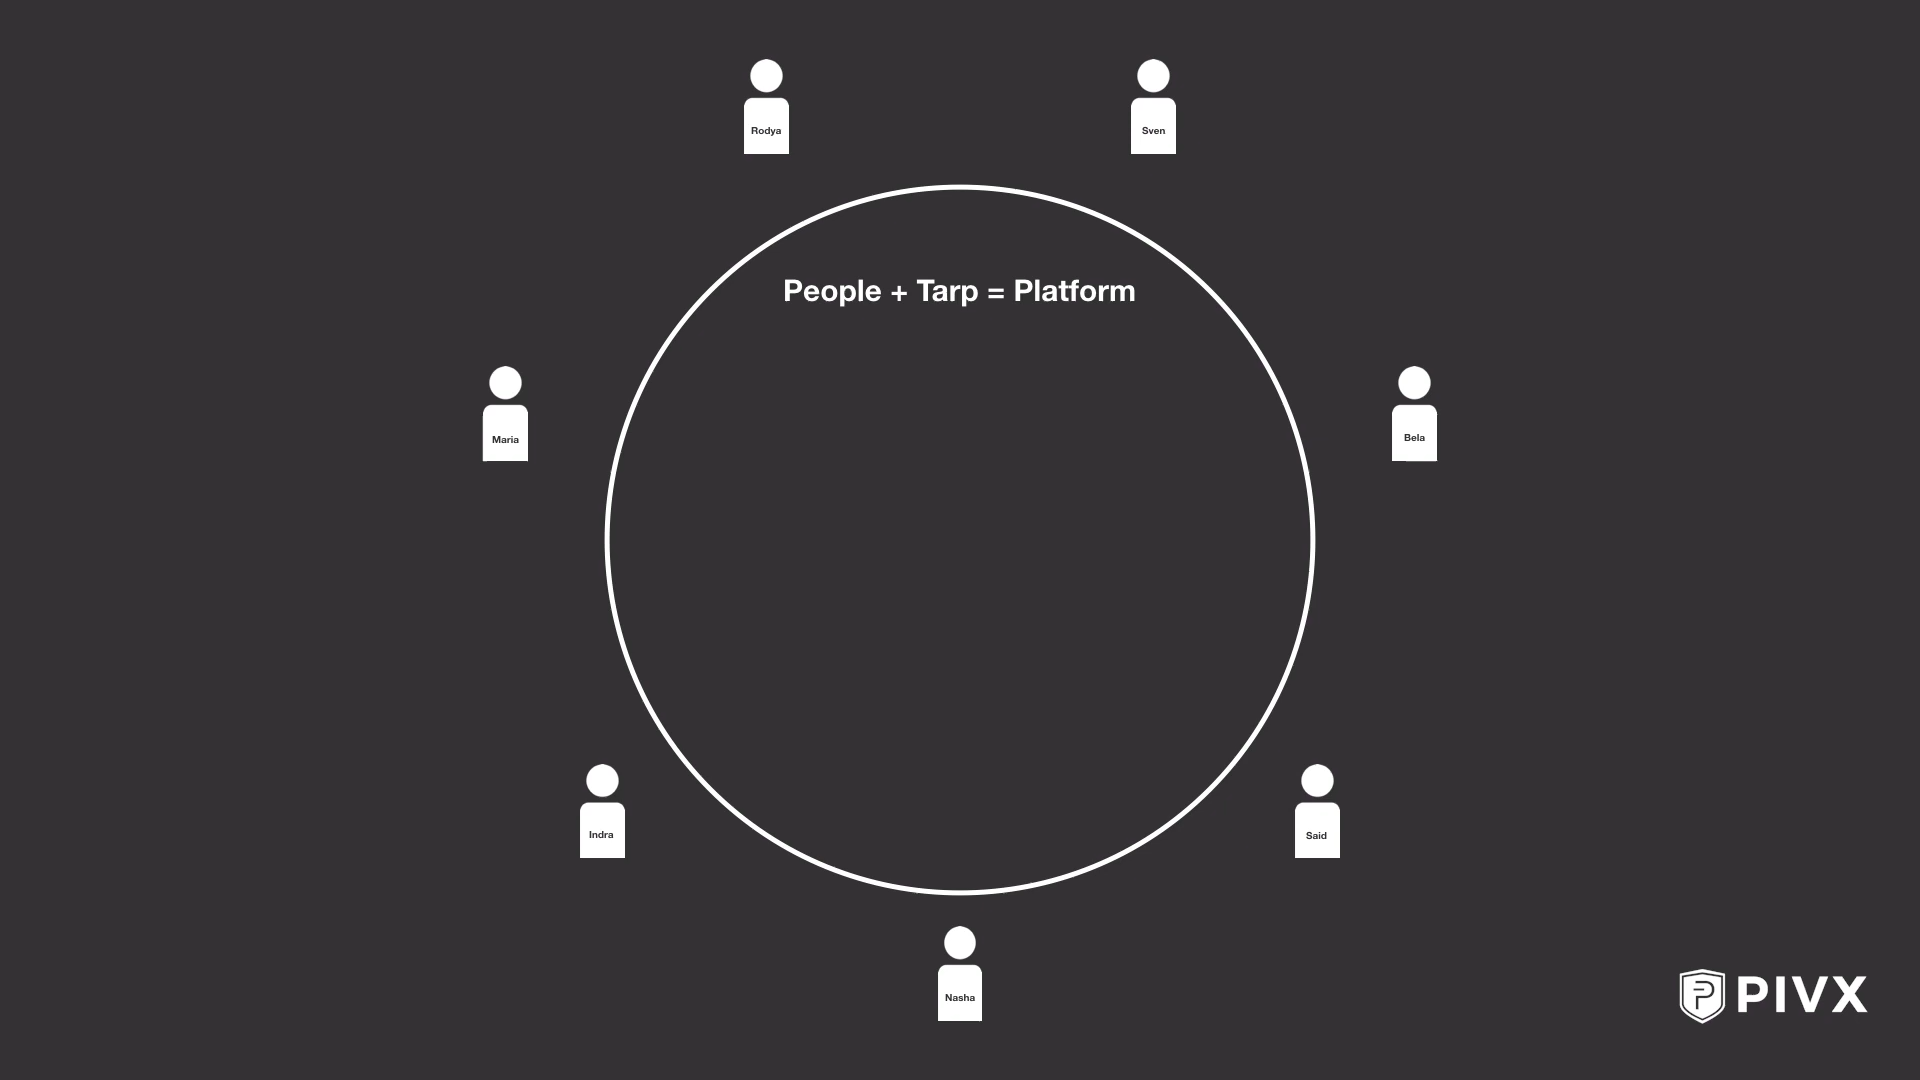 Rodya
Sven
People + Tarp = Platform
Maria
Bela
Indra
Said
Nasha
PIVX